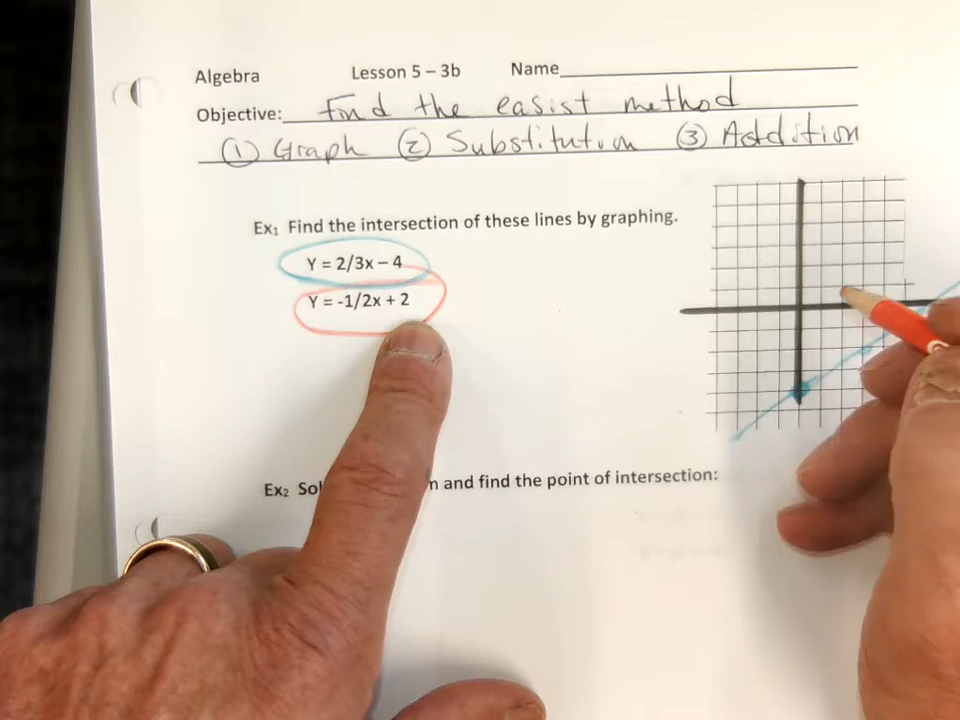 Algebra Lesson 5 – 3b Name
Objective: Find the easist method
① Graph ② Substitution ③ Addition
Ex1 Find the intersection of these lines by graphing.
Y = 2/3x – 4
Y = -1/2x + 2
Ex2 and find the point of intersection: